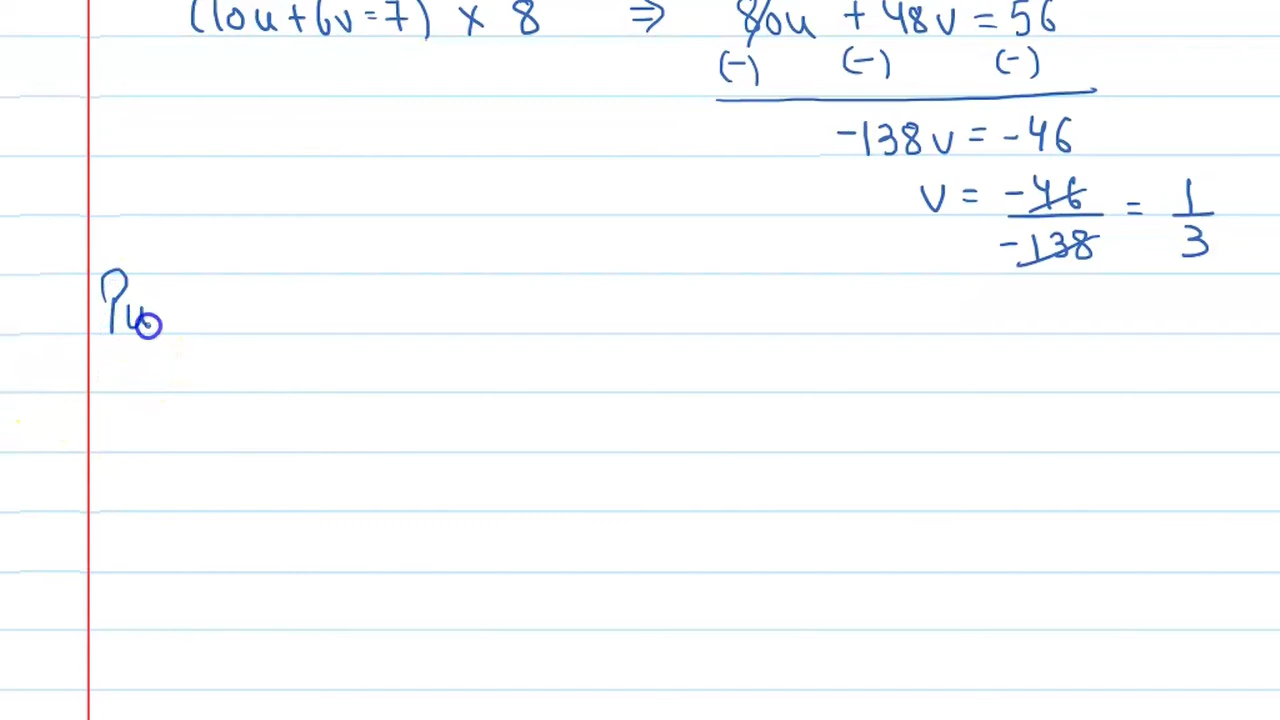 (10u+6v=7) × 8 ⇒ 80u + 48v = 56
(-) (-) (-)
-138v = -46
v = -46/-138 = 1/3
Pu